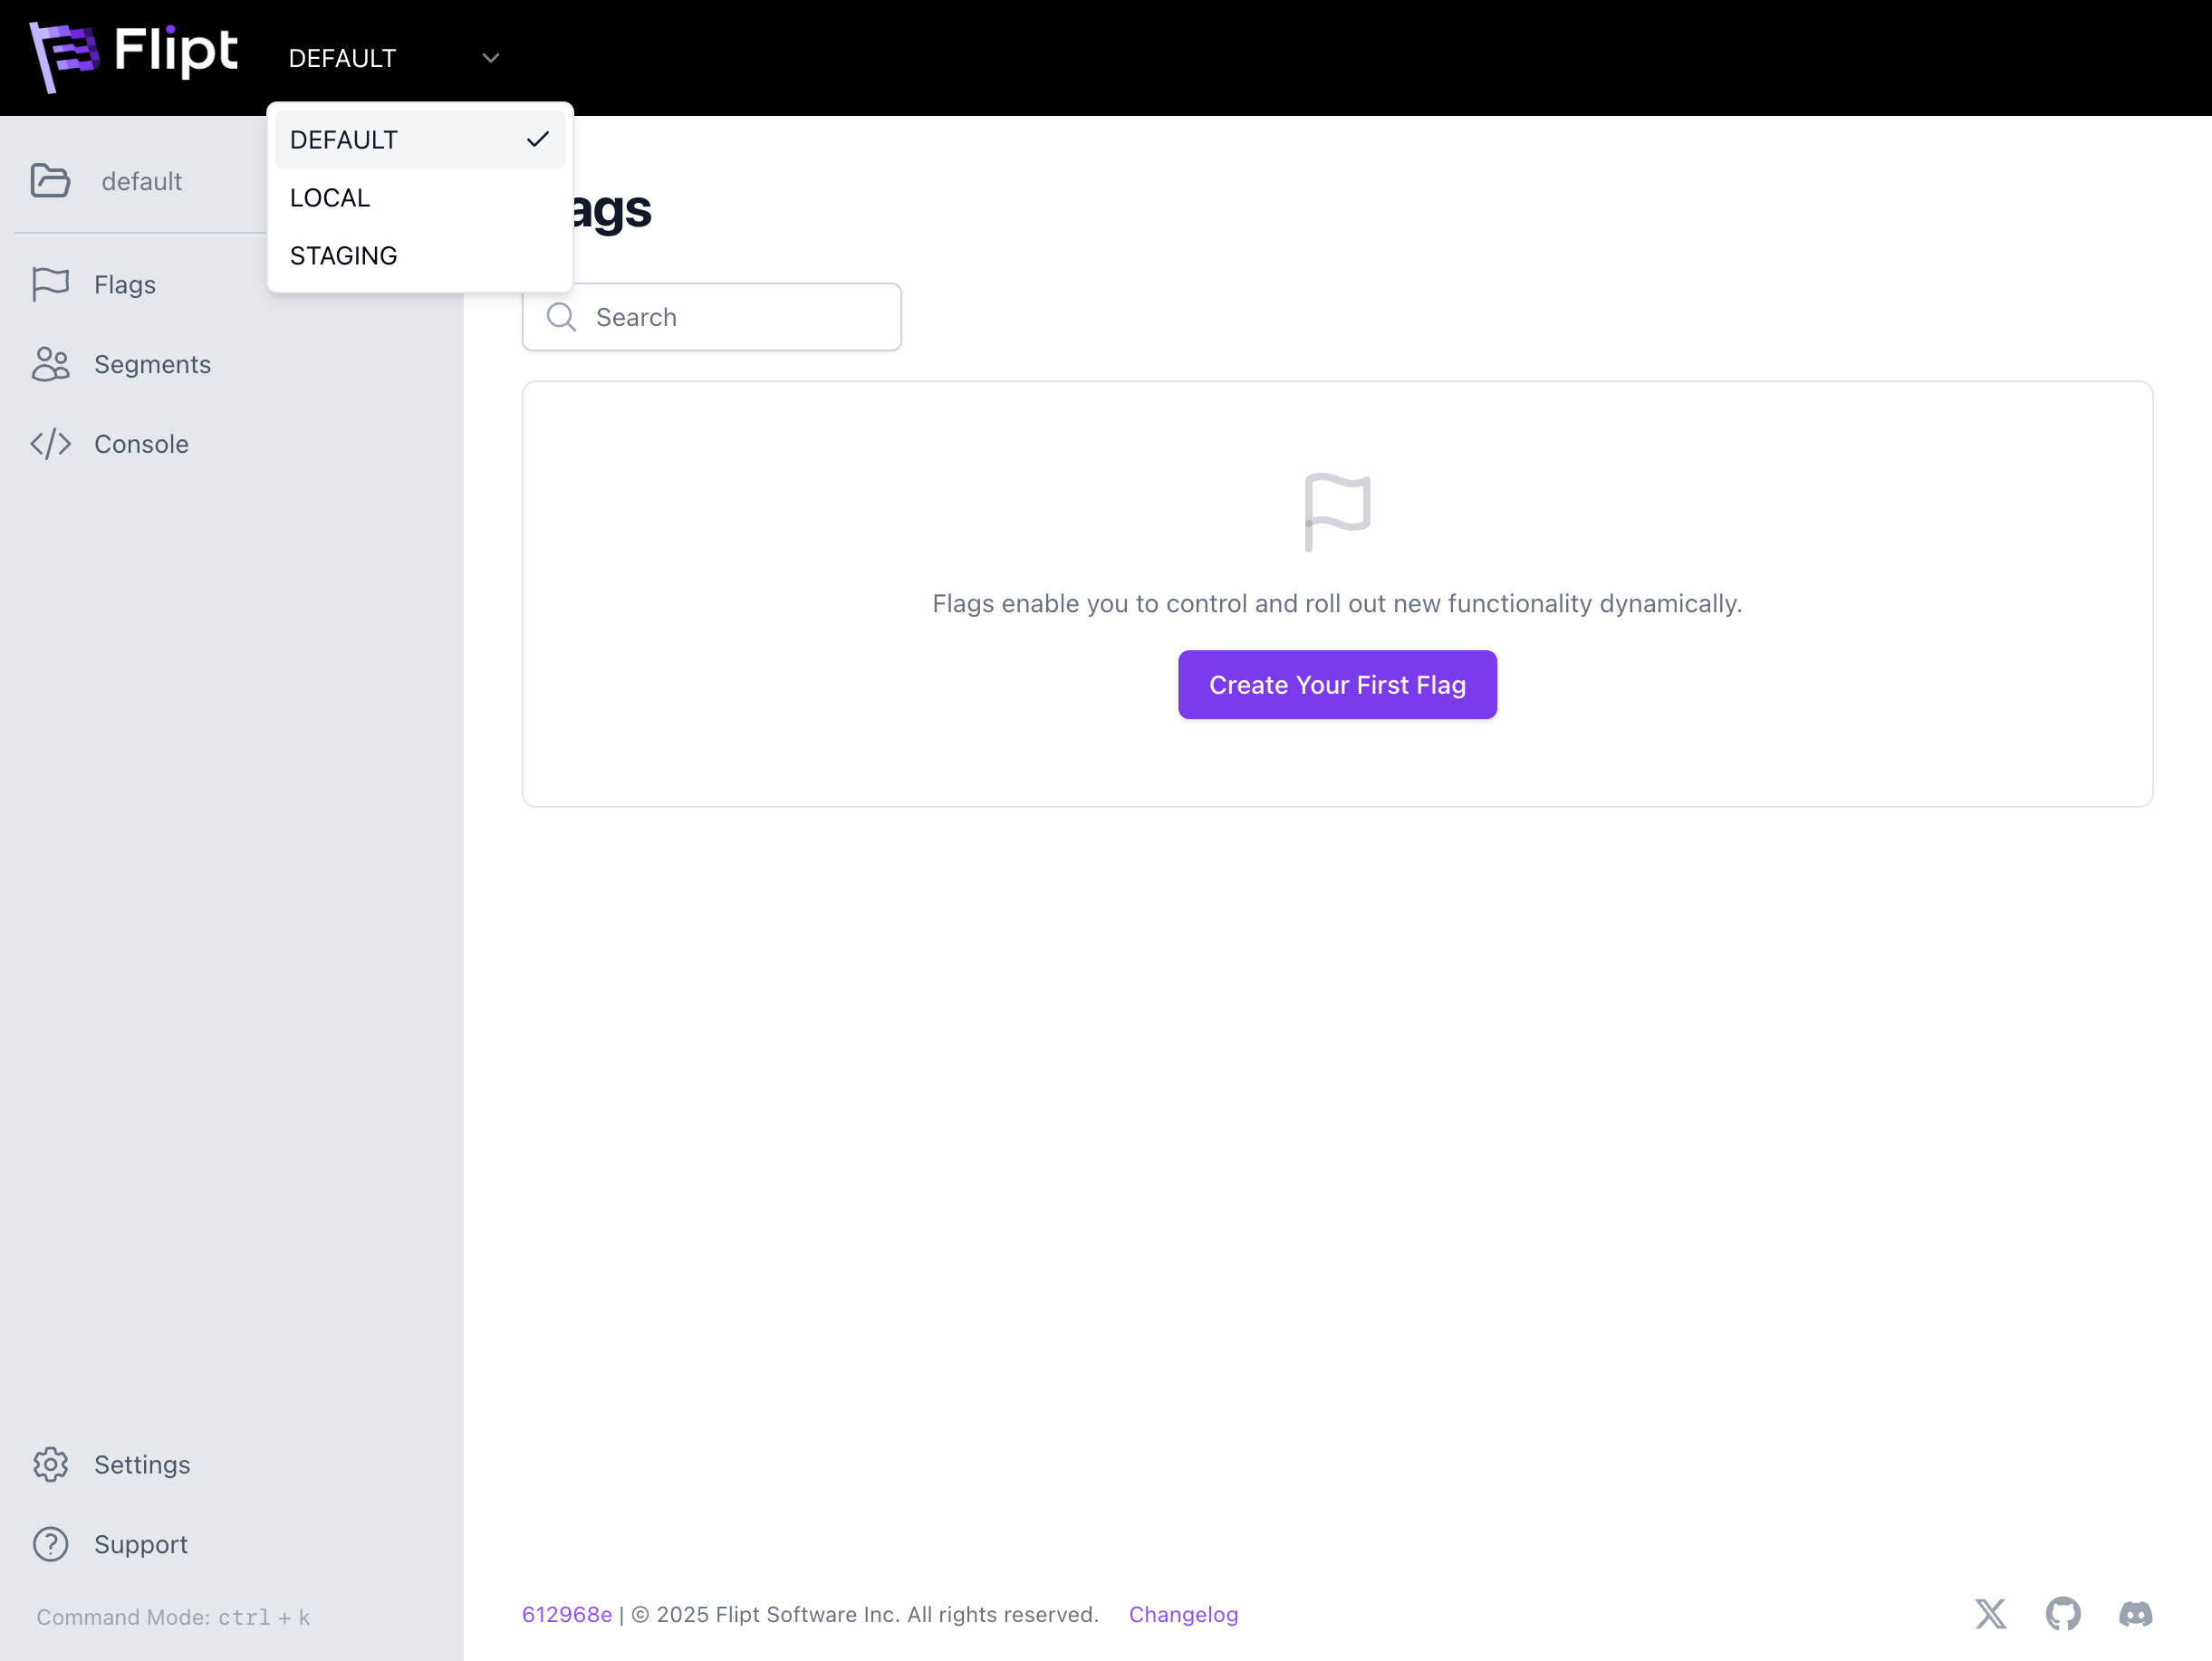 Flipt
DEFAULT
DEFAULT
LOCAL
STAGING
default
Flags
Segments
Console
Settings
Support
Command Mode: ctrl + k
ags
Search
Flags enable you to control and roll out new functionality dynamically.
Create Your First Flag
612968e | © 2025 Flipt Software Inc. All rights reserved. Changelog